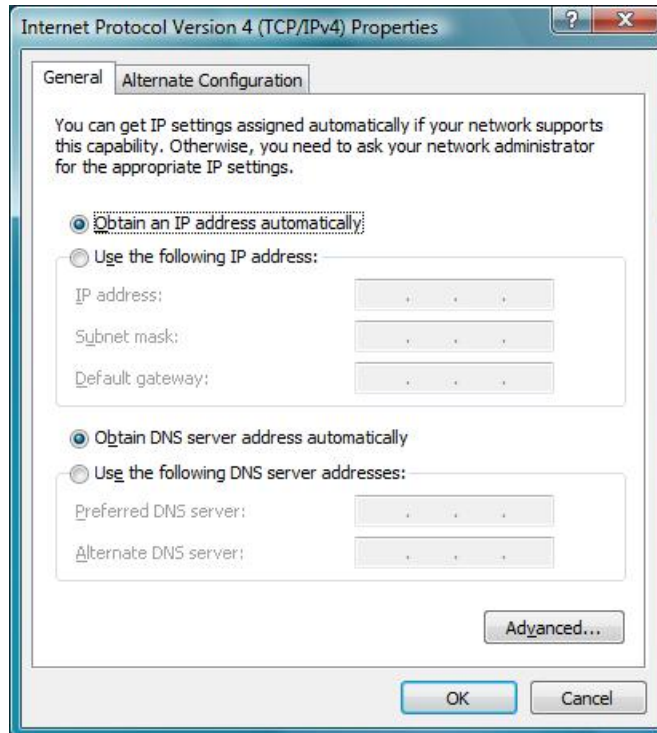 Internet Protocol Version 4 (TCP/IPv4) Properties
General
Alternate Configuration
You can get IP settings assigned automatically if your network supports
this capability. Otherwise, you need to ask your network administrator
for the appropriate IP settings.
Obtain an IP address automatically
Use the following IP address:
IP address:
Subnet mask:
Default gateway:
Obtain DNS server address automatically
Use the following DNS server addresses:
Preferred DNS server:
Alternate DNS server:
Advanced...
OK
Cancel